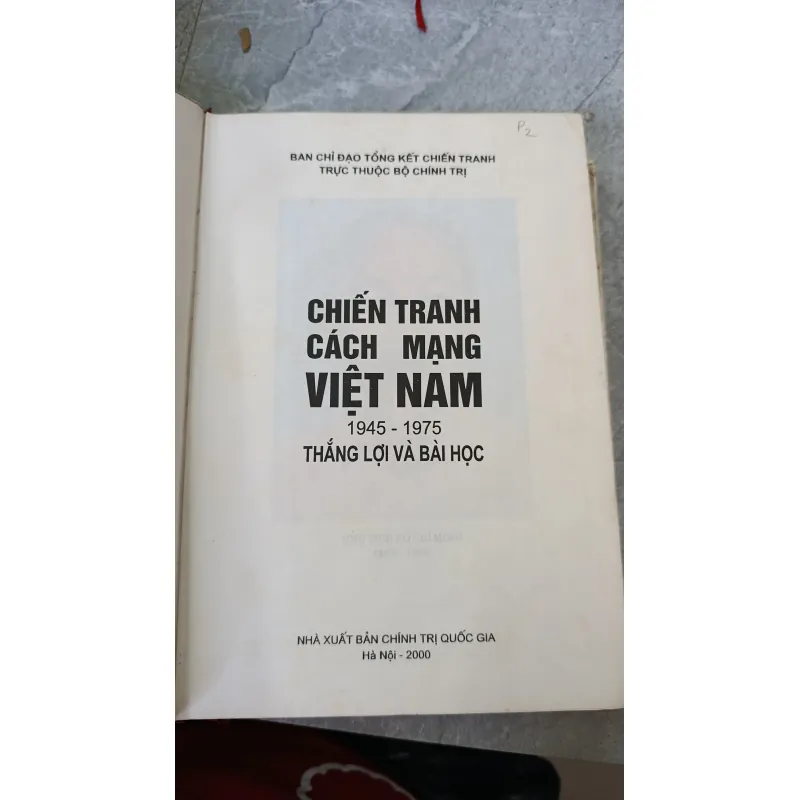 P2
BAN CHỈ ĐẠO TỔNG KẾT CHIẾN TRANH
TRỰC THUỘC BỘ CHÍNH TRỊ
CHIẾN TRANH
CÁCH MẠNG
VIỆT NAM
1945 - 1975
THẮNG LỢI VÀ BÀI HỌC
NHÀ XUẤT BẢN CHÍNH TRỊ QUỐC GIA
Hà Nội - 2000